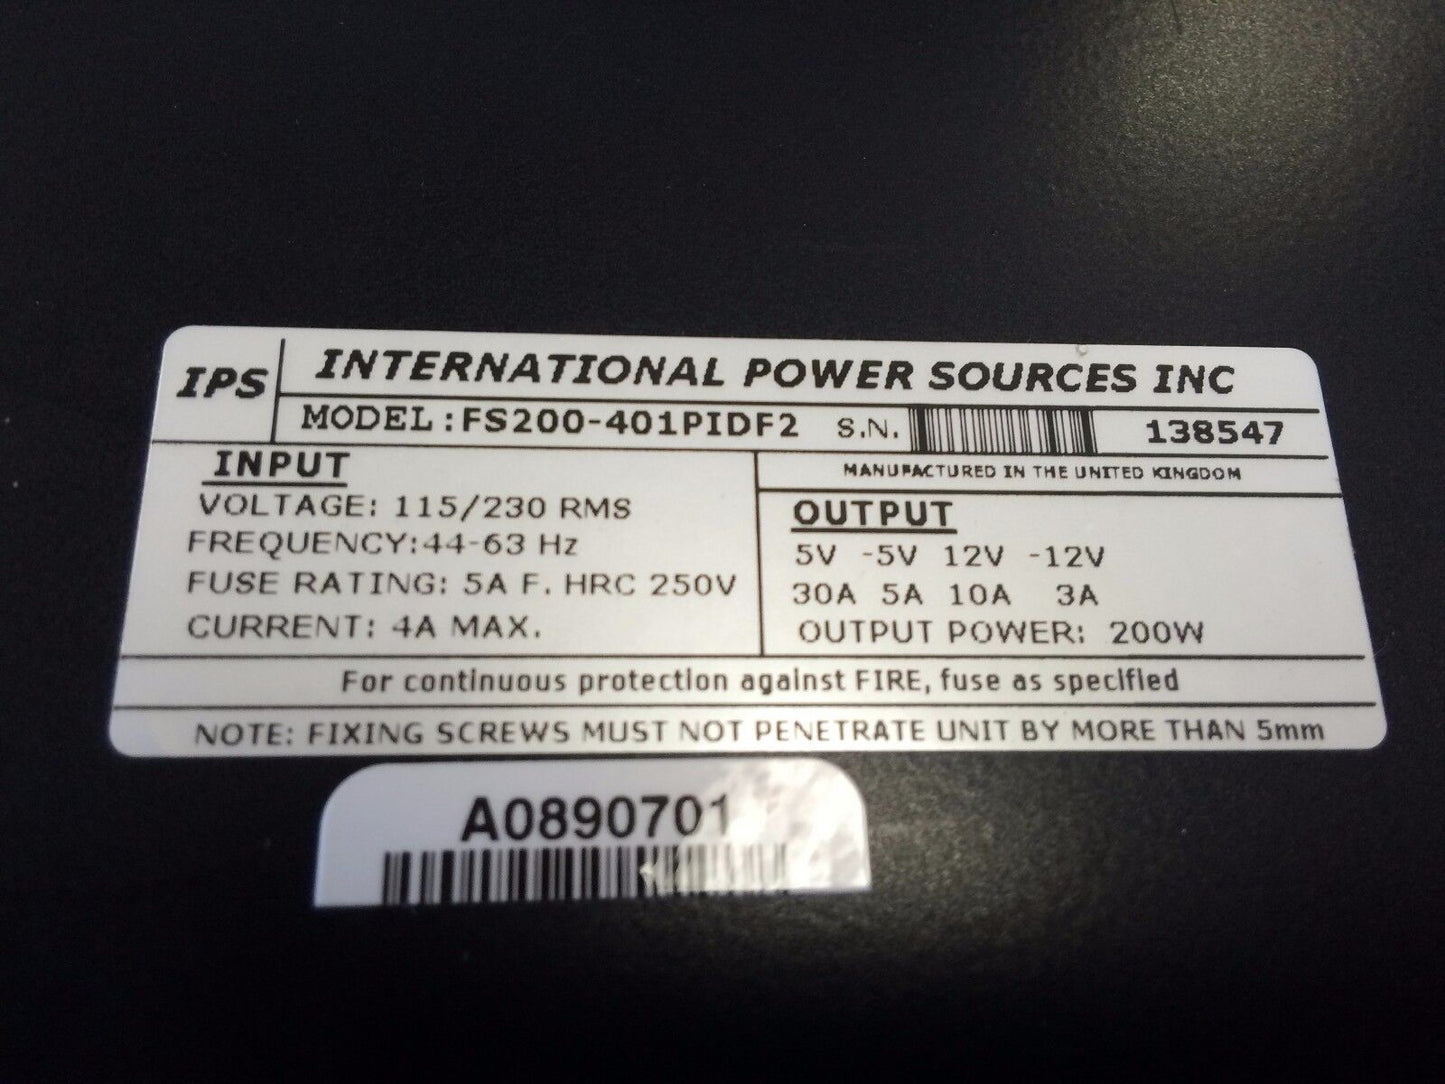 IPS
INTERNATIONAL POWER SOURCES INC
MODEL:FS200-401PIDF2 S.N. 138547
INPUT
VOLTAGE: 115/230 RMS
FREQUENCY:44-63 Hz
FUSE RATING: 5A F. HRC 250V
CURRENT: 4A MAX.
MANUFACTURED IN THE UNITED KINGDOM
OUTPUT
5V -5V 12V -12V
30A 5A 10A 3A
OUTPUT POWER: 200W
For continuous protection against FIRE, fuse as specified
NOTE: FIXING SCREWS MUST NOT PENETRATE UNIT BY MORE THAN 5mm
A0890701